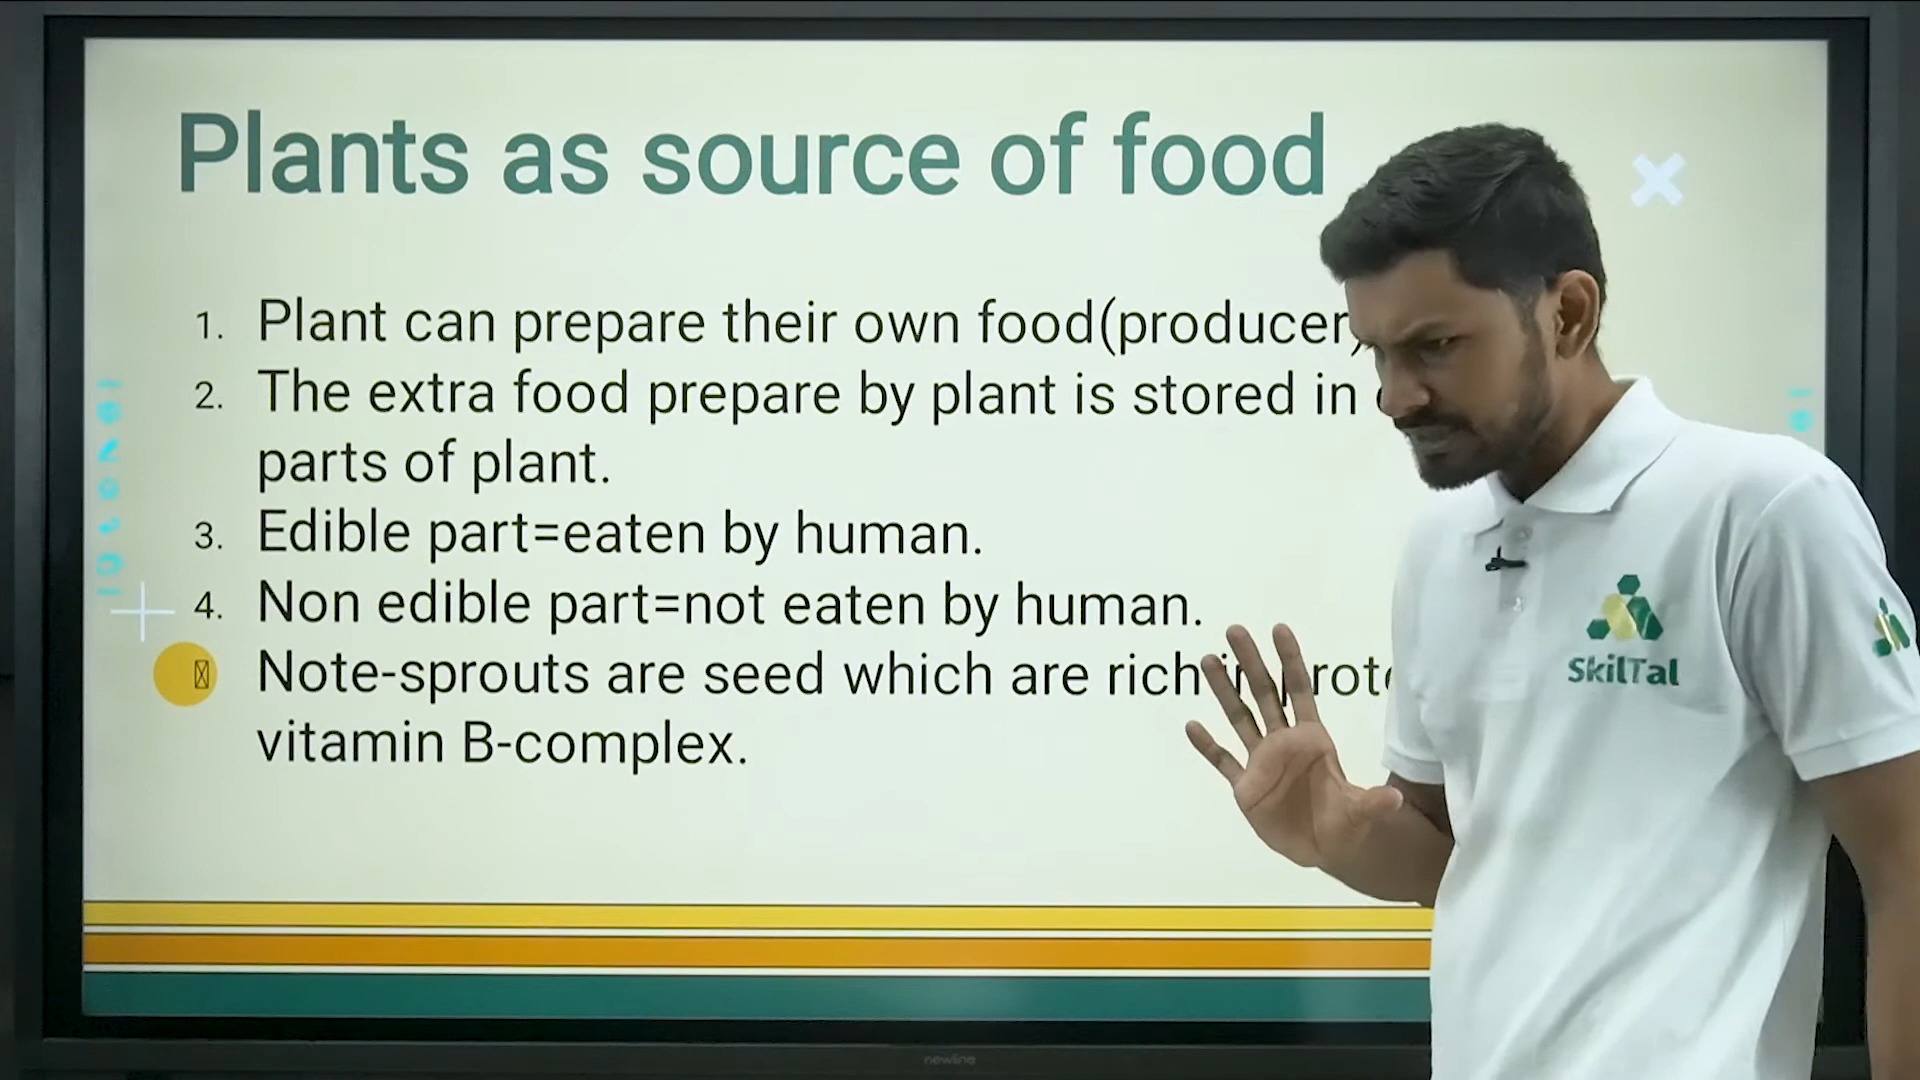 Plants as source of food
1. Plant can prepare their own food(producer)
2. The extra food prepare by plant is stored in
parts of plant.
3. Edible part=eaten by human.
4. Non edible part=not eaten by human.
Note-sprouts are seed which are rich in
vitamin B-complex.
SkilTal
newline